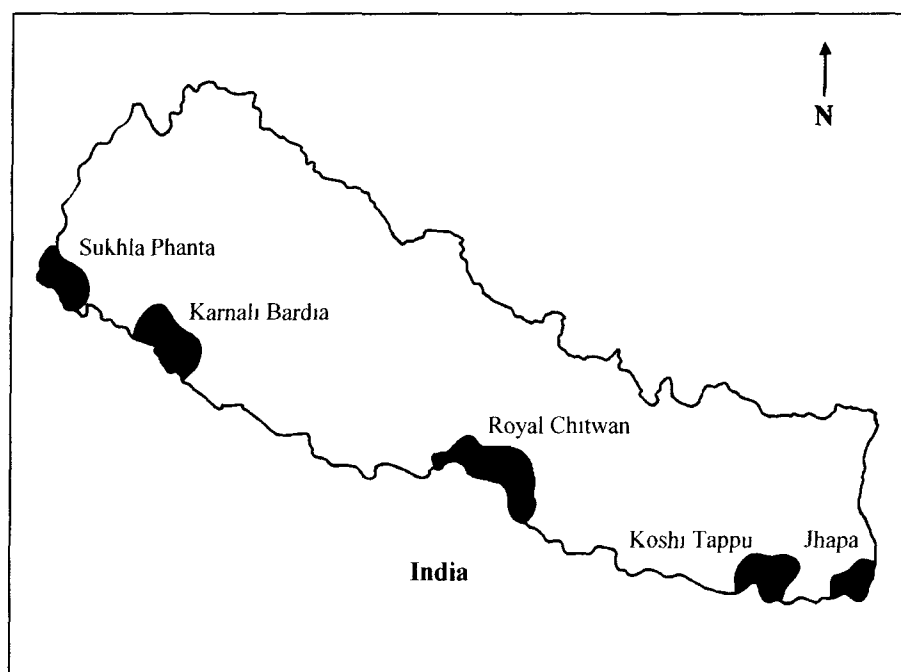 N
Sukhla Phanta
Karnali Bardia
Royal Chitwan
Koshi Tappu
Jhapa
India